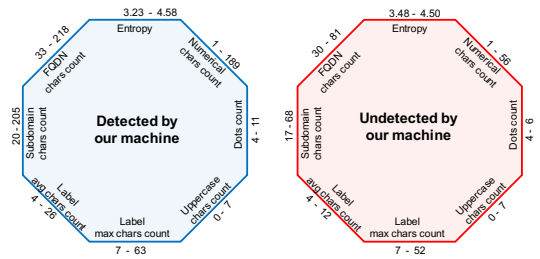 3.23 - 4.58
Entropy
1 - 189
Numerical
chars count
Dots count
4 - 11
Uppercase
chars count
0 - 7
Label
max chars count
7 - 63
Label
avg chars count
4 - 26
20 - 205
Subdomain
chars count
33 - 218
FQDN
chars count
Detected by
our machine
3.48 - 4.50
Entropy
1 - 56
Numerical
chars count
Dots count
4 - 6
Uppercase
chars count
0 - 7
Label
max chars count
7 - 52
Label
avg chars count
4 - 12
17 - 68
Subdomain
chars count
30 - 81
FQDN
chars count
Undetected by
our machine